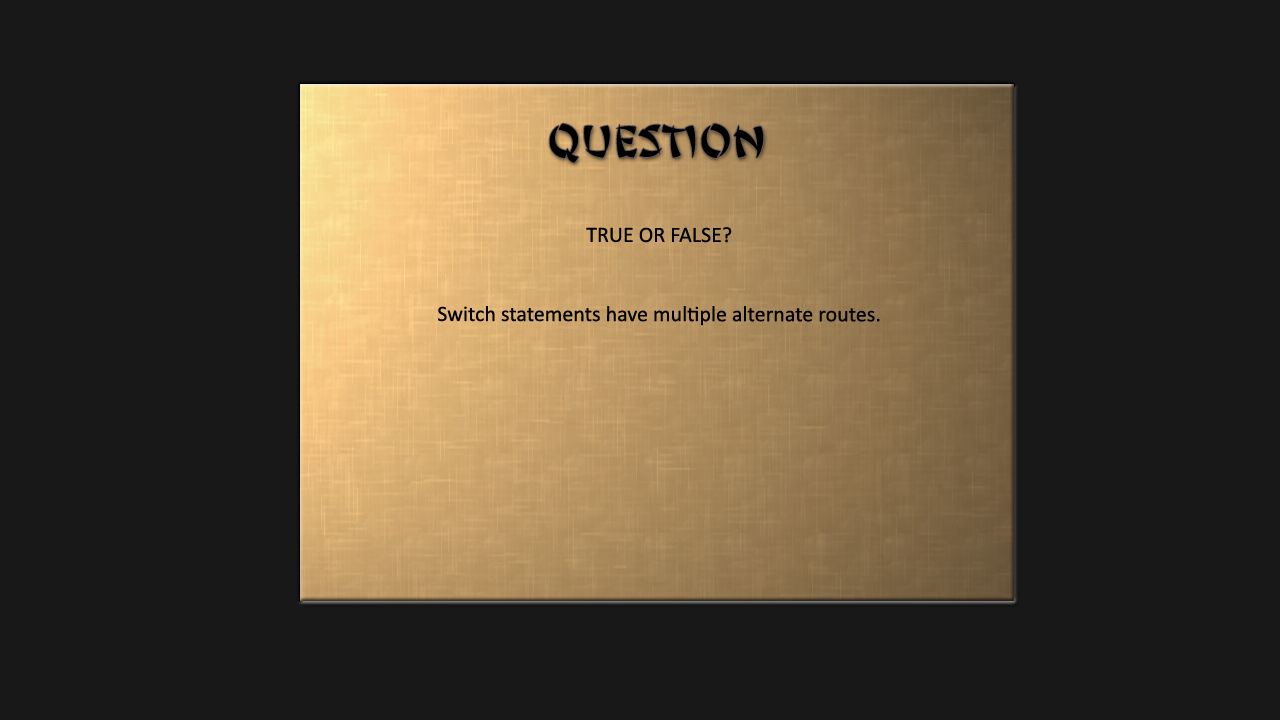 QUESTION
TRUE OR FALSE?
Switch statements have multiple alternate routes.